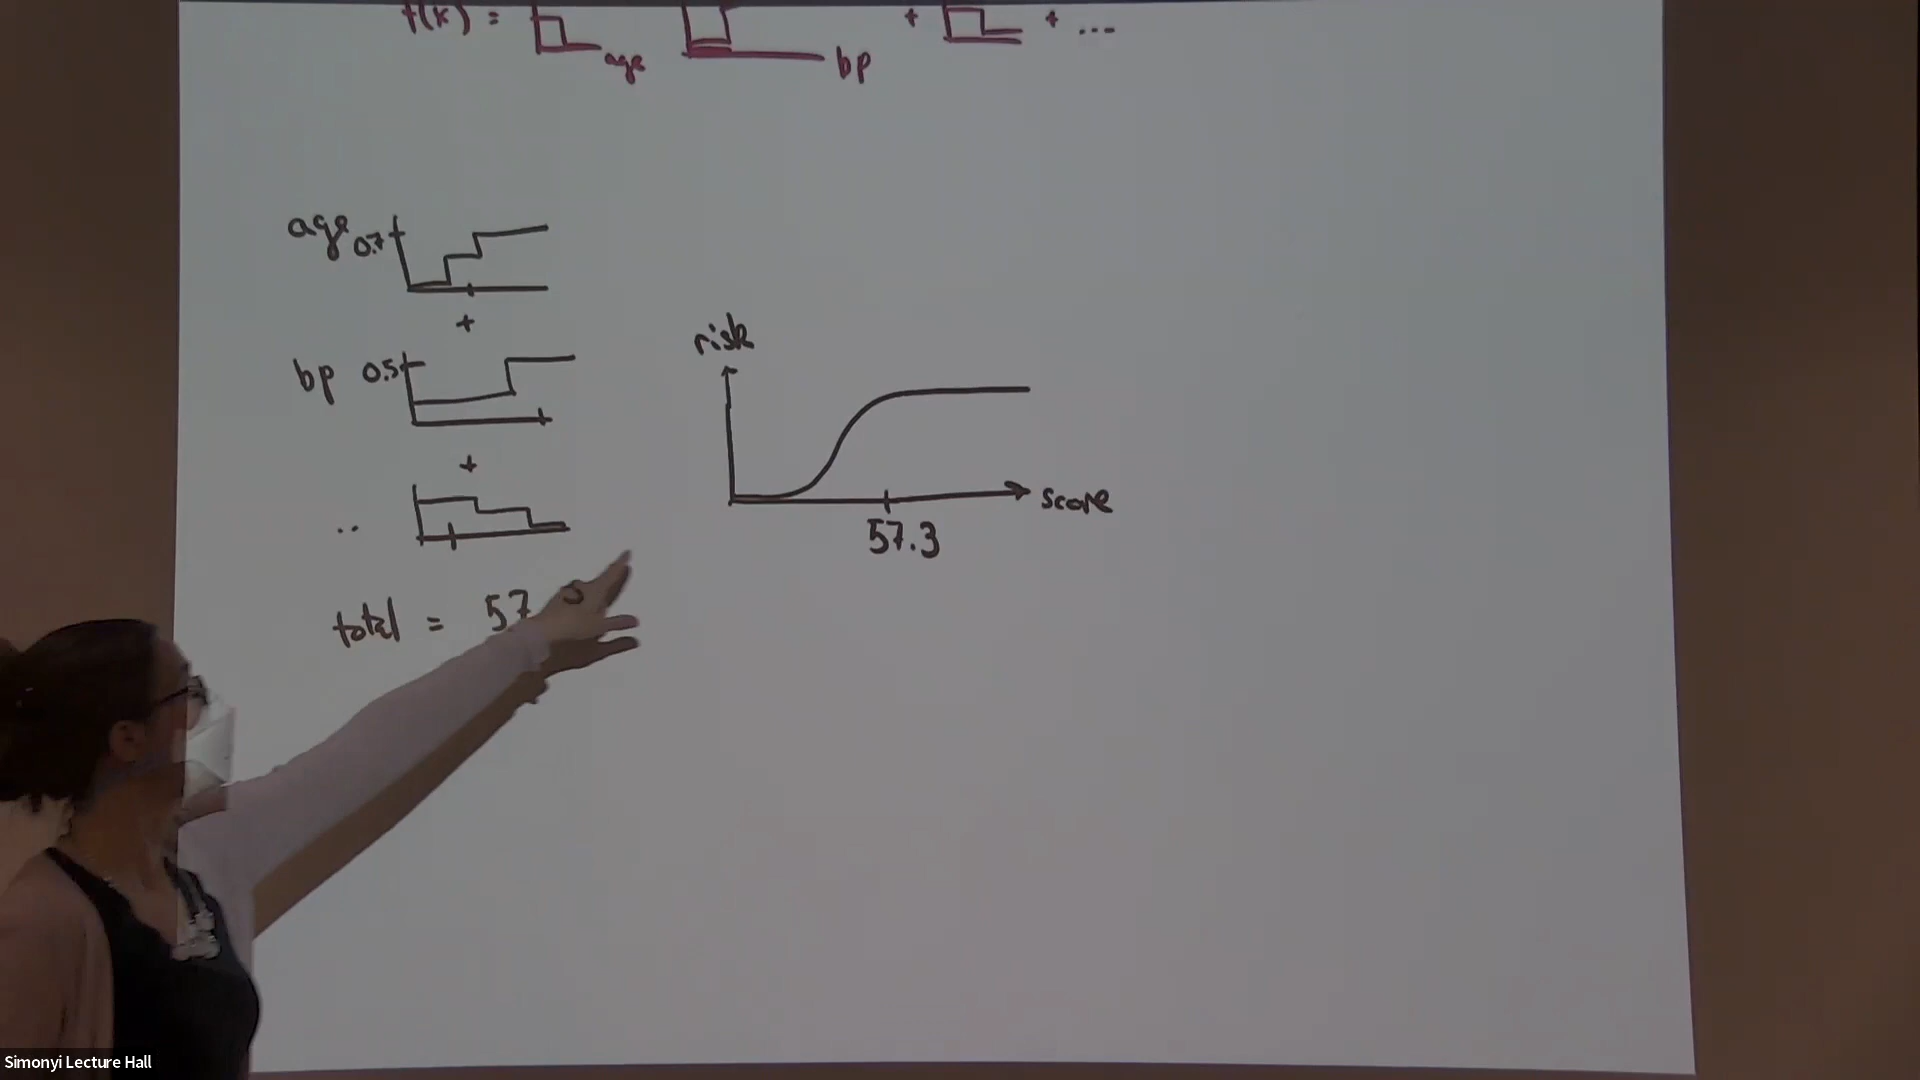 f(x) = age bp + + ...
age 0.7
+
bp 0.5
+
..
risk
score
57.3
total = 57
Simonyi Lecture Hall